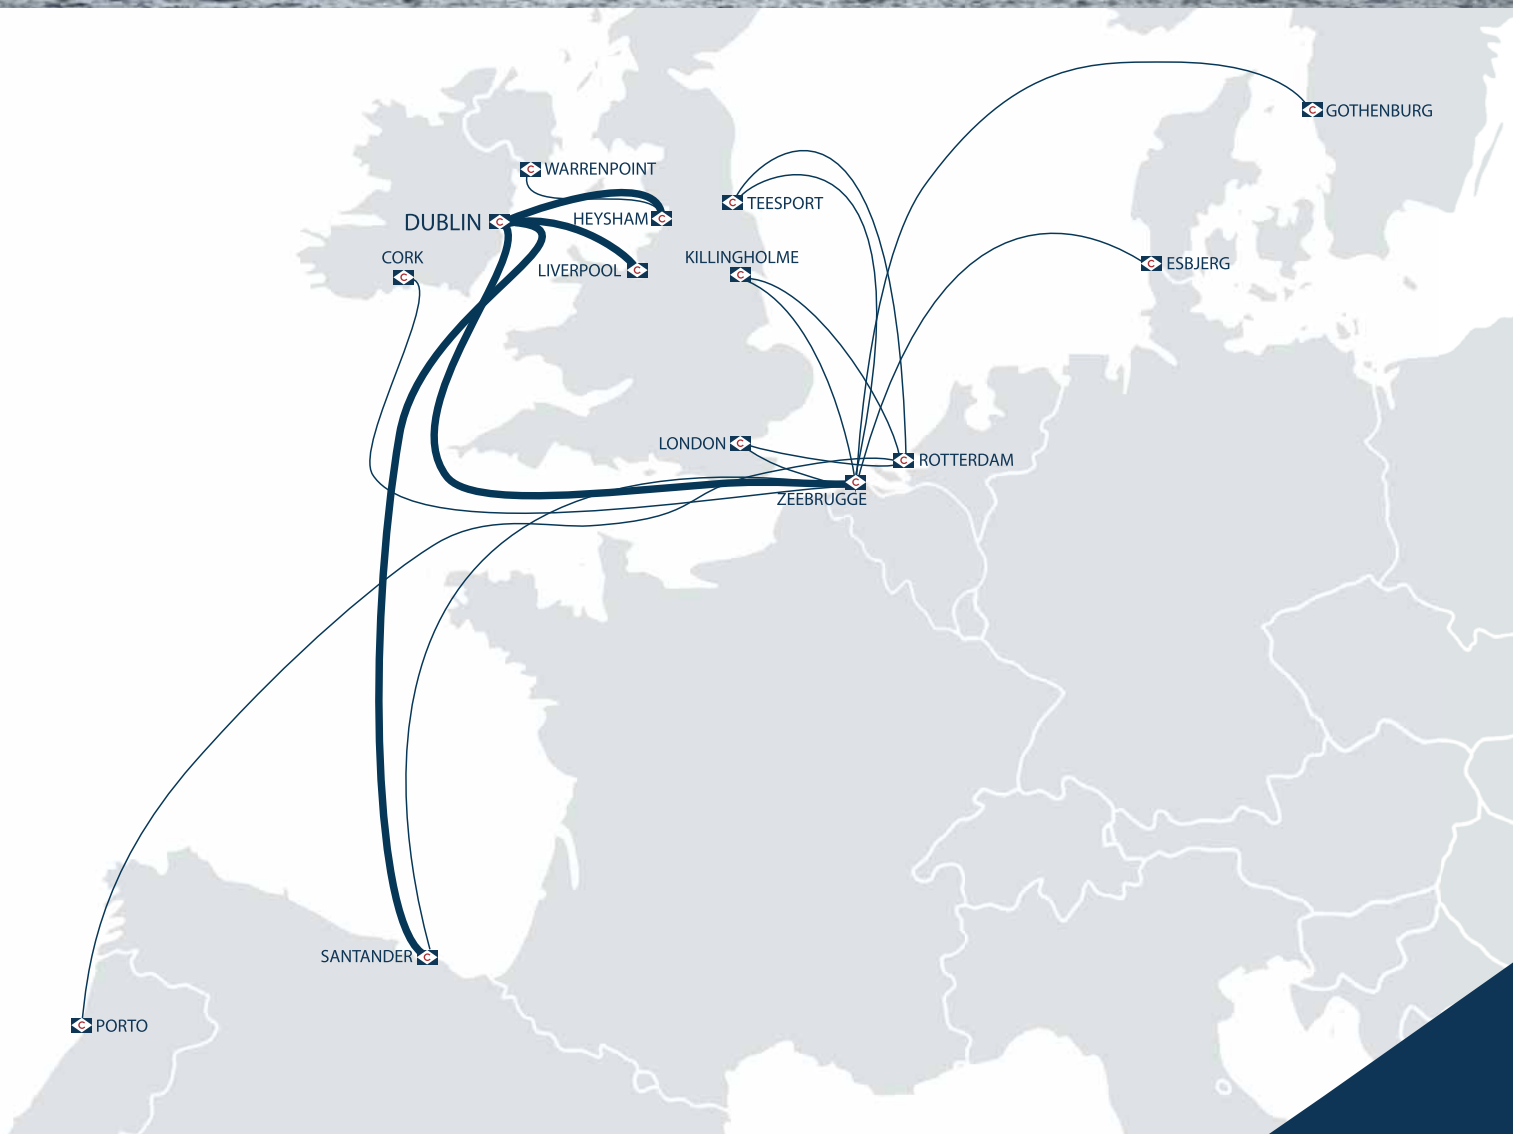 GOTHENBURG
WARRENPOINT
TEESPORT
DUBLIN
HEYSHAM
CORK
KILLINGHOLME
LIVERPOOL
ESBJERG
LONDON
ROTTERDAM
ZEEBRUGGE
SANTANDER
PORTO